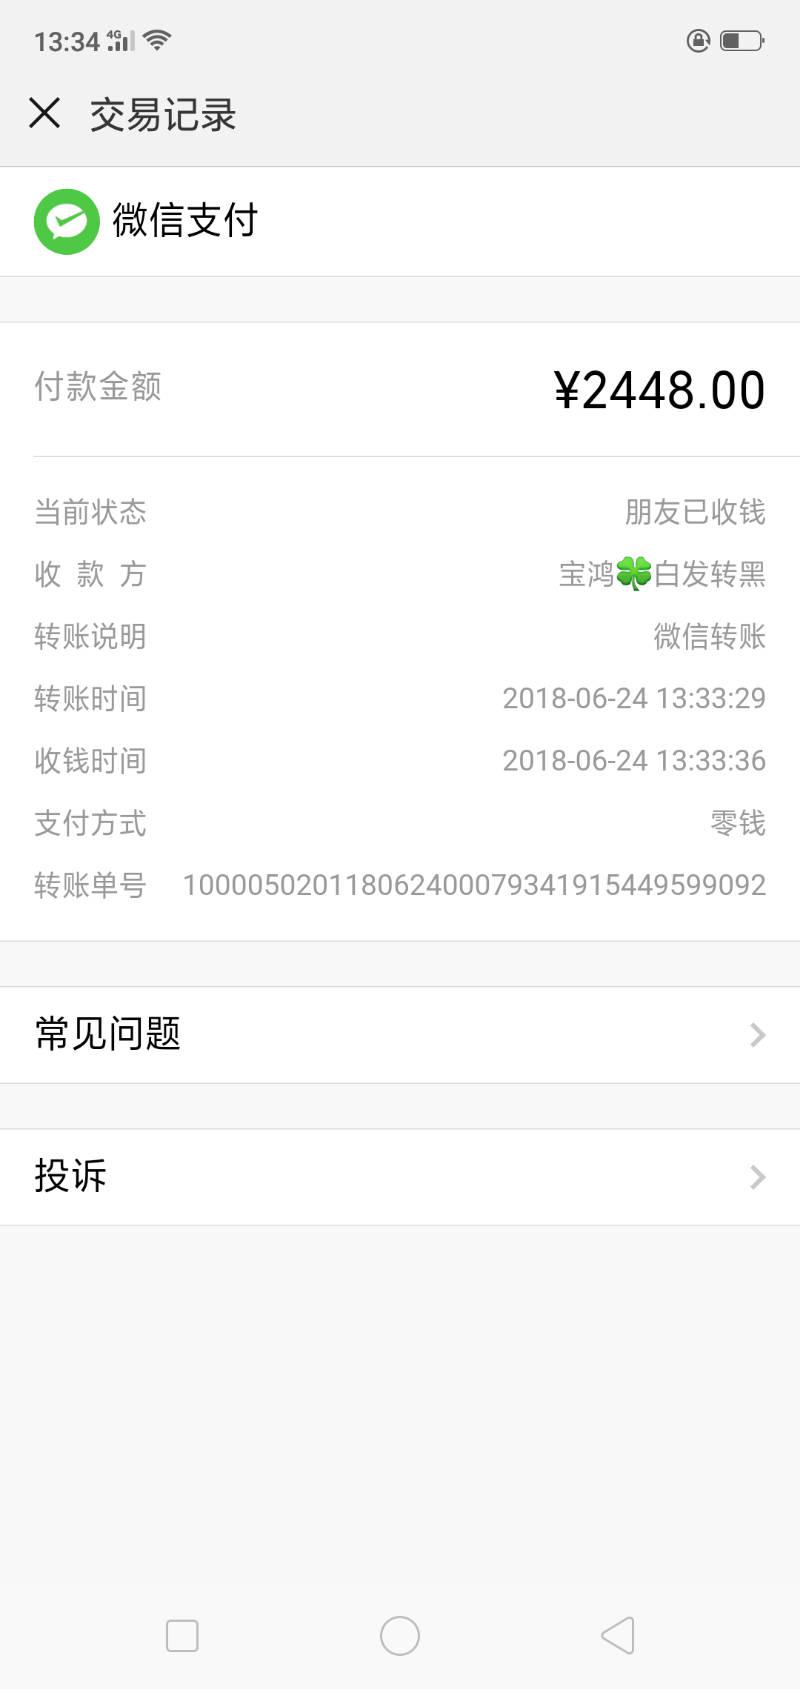 13:34 4G
交易记录
微信支付
付款金额 ¥2448.00
当前状态 朋友已收钱
收 款 方 宝鸿🍀白发转黑
转账说明 微信转账
转账时间 2018-06-24 13:33:29
收钱时间 2018-06-24 13:33:36
支付方式 零钱
转账单号 100005020118062400079341915449599092
常见问题
投诉